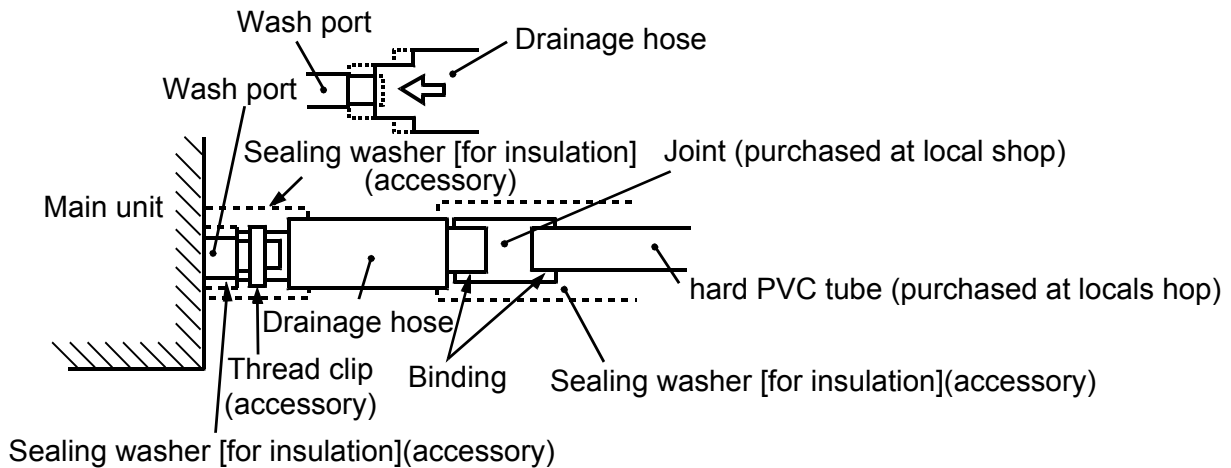 Wash port
Drainage hose
Wash port
Sealing washer [for insulation]
(accessory)
Joint (purchased at local shop)
Main unit
hard PVC tube (purchased at locals hop)
Drainage hose
Thread clip
(accessory)
Binding
Sealing washer [for insulation](accessory)
Sealing washer [for insulation](accessory)